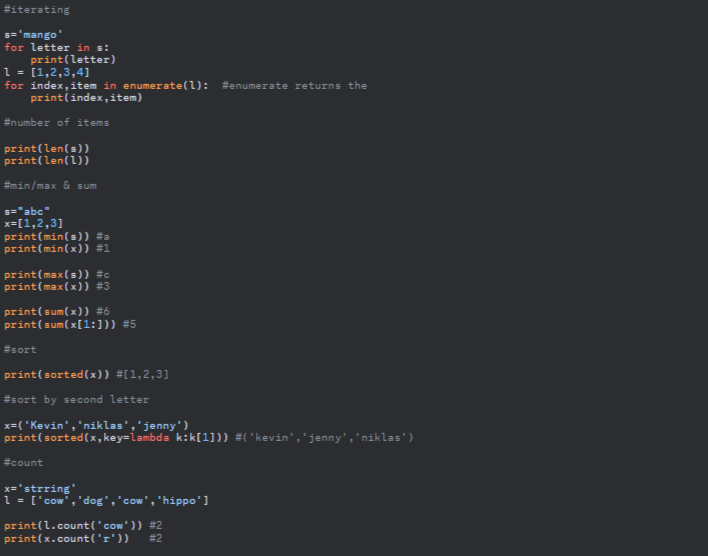 #iterating
s='mango'
for letter in s:
    print(letter)
l = [1,2,3,4]
for index,item in enumerate(l):  #enumerate returns the
    print(index,item)
#number of items
print(len(s))
print(len(l))
#min/max & sum
s="abc"
x=[1,2,3]
print(min(s)) #a
print(min(x)) #1
print(max(s)) #c
print(max(x)) #3
print(sum(x)) #6
print(sum(x[1:])) #5
#sort
print(sorted(x)) #[1,2,3]
#sort by second letter
x=('Kevin','niklas','jenny')
print(sorted(x,key=lambda k:k[1])) #('kevin','jenny','niklas')
#count
x='strring'
l = ['cow','dog','cow','hippo']
print(l.count('cow')) #2
print(x.count('r'))   #2